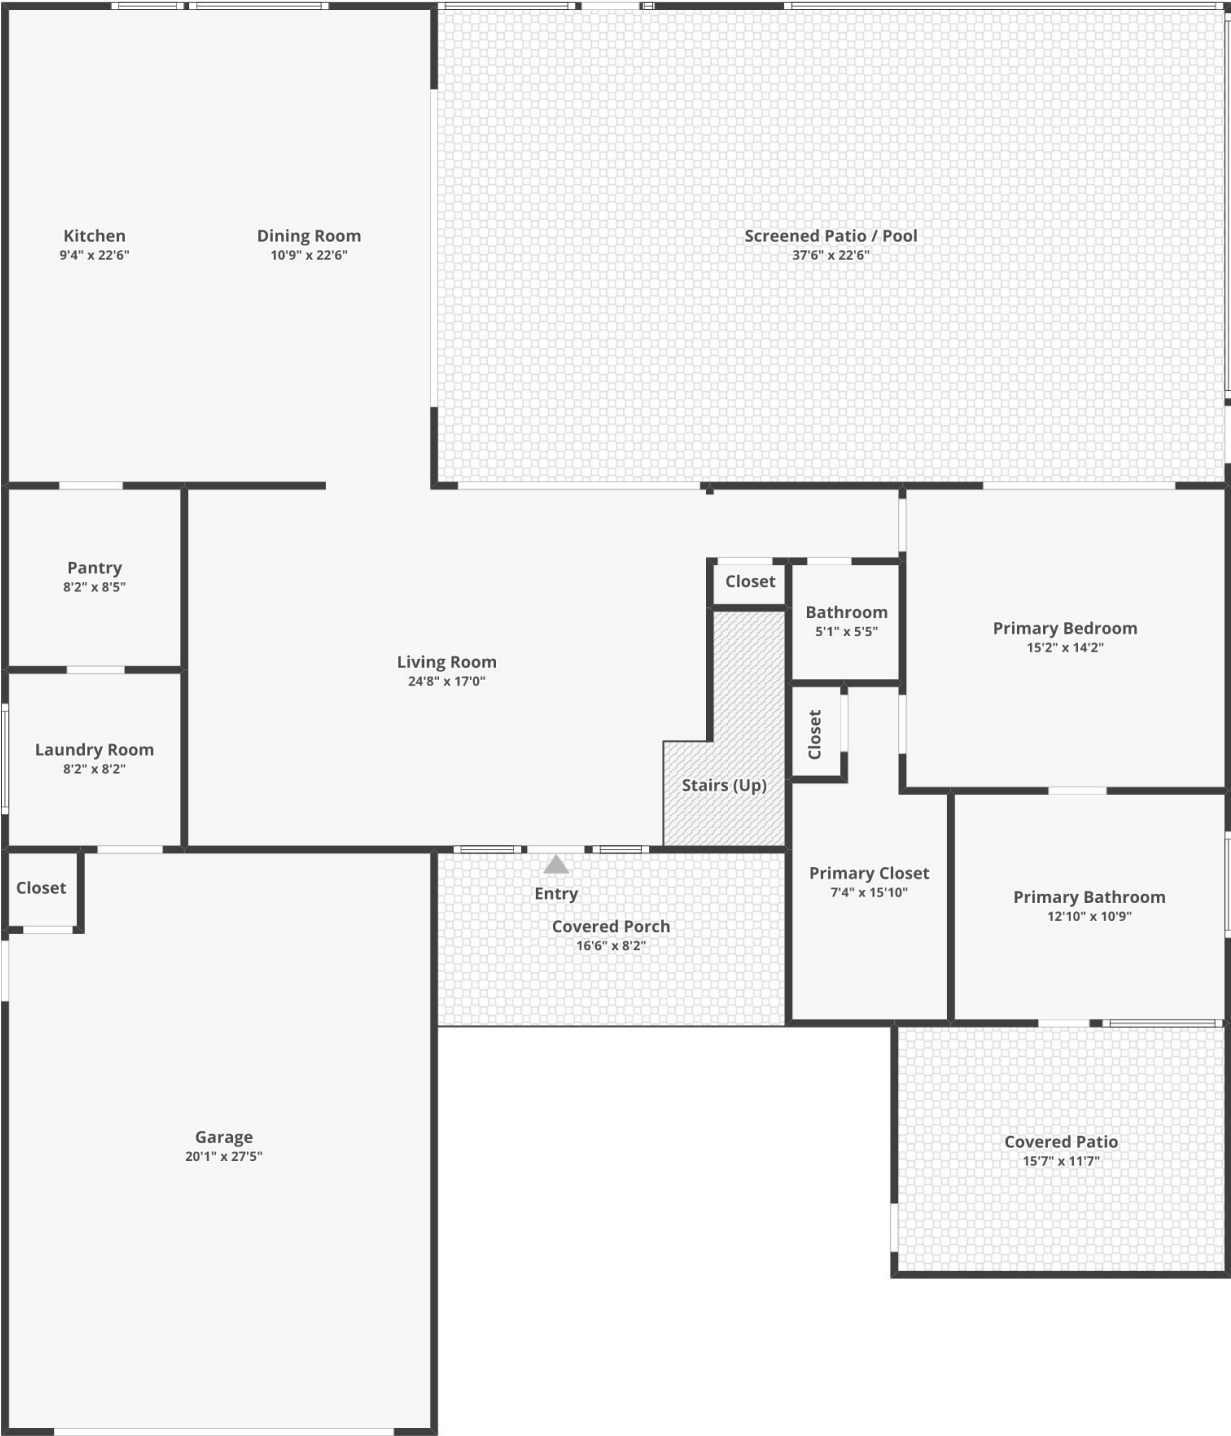 Kitchen
9'4" x 22'6"
Dining Room
10'9" x 22'6"
Screened Patio / Pool
37'6" x 22'6"
Pantry
8'2" x 8'5"
Closet
Bathroom
5'1" x 5'5"
Primary Bedroom
15'2" x 14'2"
Living Room
24'8" x 17'0"
Laundry Room
8'2" x 8'2"
Closet
Stairs (Up)
Closet
Entry
Covered Porch
16'6" x 8'2"
Primary Closet
7'4" x 15'10"
Primary Bathroom
12'10" x 10'9"
Garage
20'1" x 27'5"
Covered Patio
15'7" x 11'7"